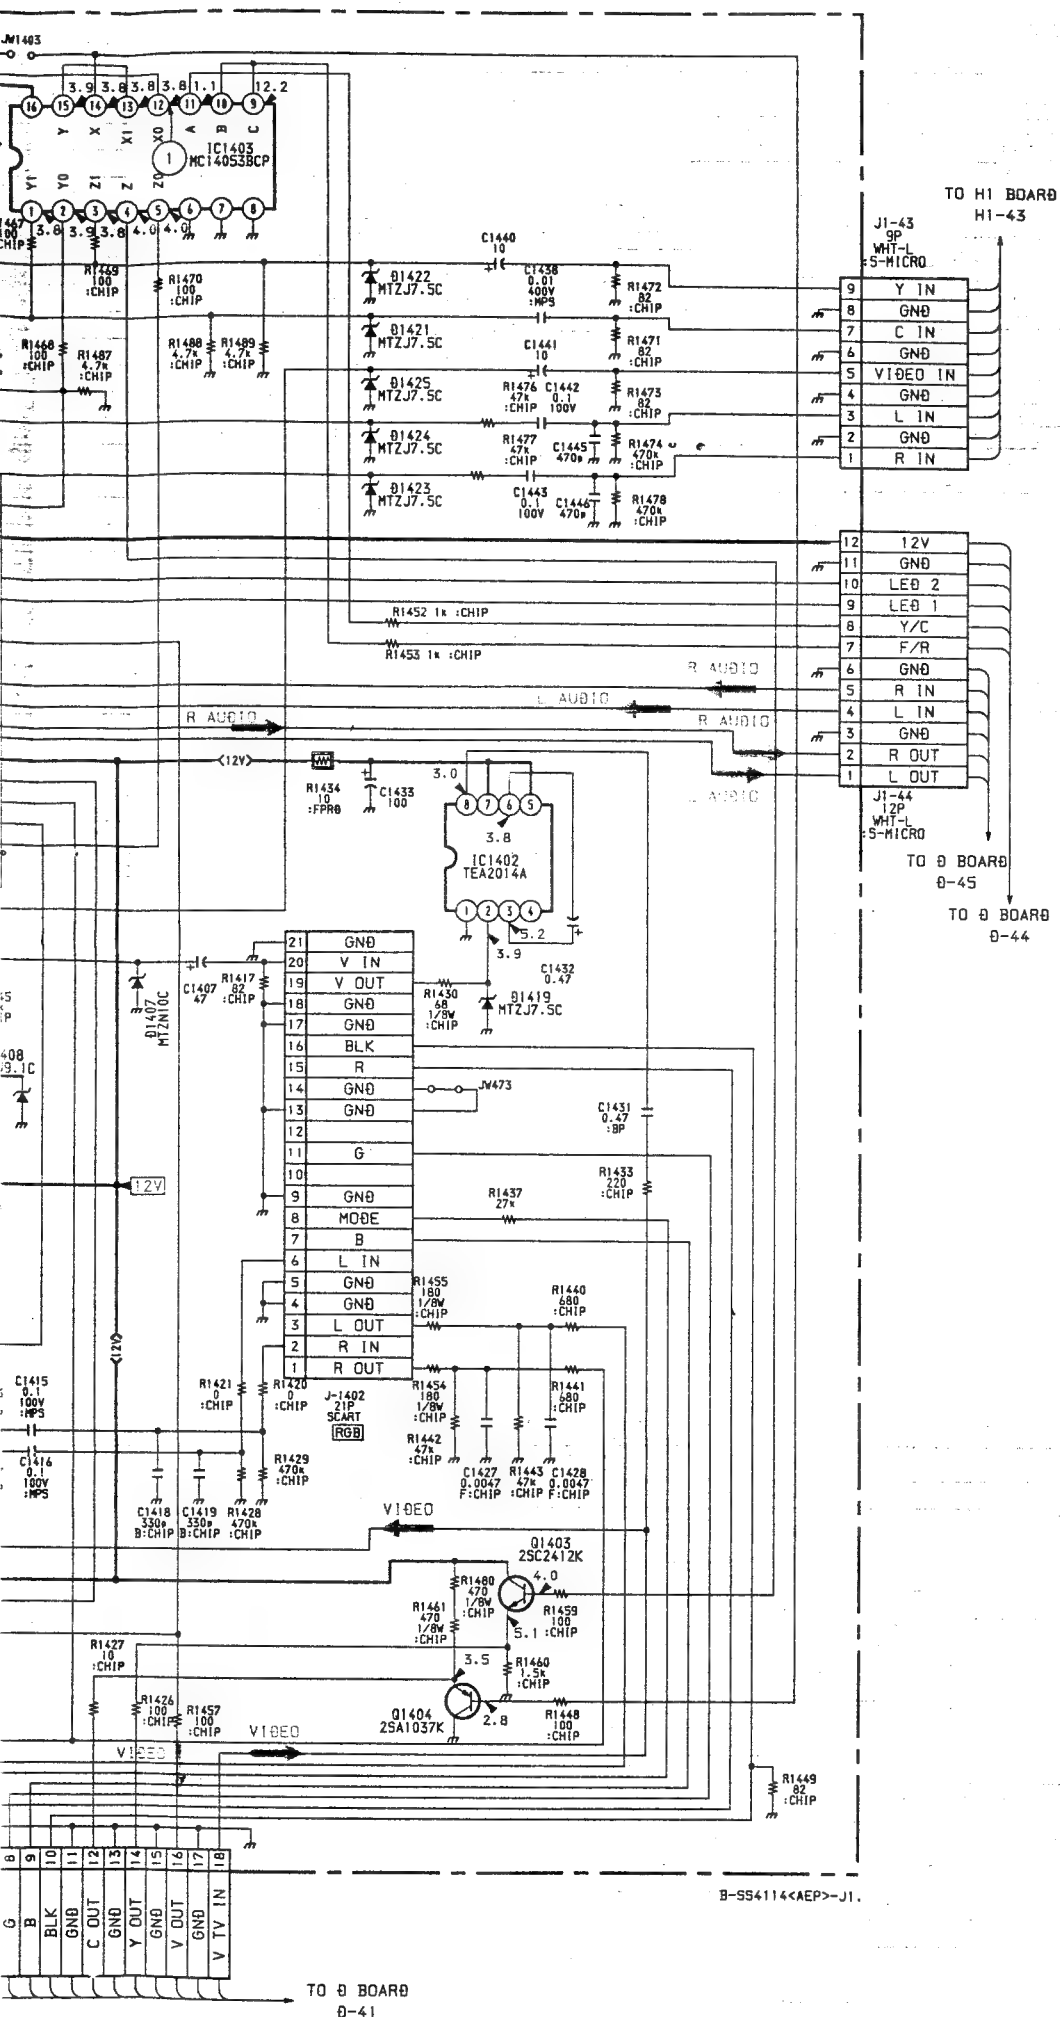 JW1403
3.9 3.8 3.8 3.8 1.1 12.2
16 15 14 13 12 11 10 9
Y X X1 X0 A B C
IC1403
MC14053BCP
1
Y1 Y0 Z1 Z Z0
1 2 3 4 5 6 7 8
3.8 3.9 3.8 4.0 4.0
100
CHIP
R1469
100
:CHIP
R1470
100
:CHIP
R1468
100
:CHIP
R1487
4.7k
:CHIP
R1488
4.7k
:CHIP
R1489
4.7k
:CHIP
D1422
MTZJ7.5C
D1421
MTZJ7.5C
D1425
MTZJ7.5C
D1424
MTZJ7.5C
D1423
MTZJ7.5C
C1440
10
C1438
0.01
400V
:MPS
C1441
10
R1472
82
:CHIP
R1471
82
:CHIP
R1473
82
:CHIP
R1476
47k
:CHIP
C1442
0.1
100V
R1477
47k
:CHIP
C1445
470p
R1474
470k
:CHIP
C1443
0.1
100V
C1446
470p
R1478
470k
:CHIP
TO H1 BOARD
H1-43
J1-43
9P
WHT-L
:S-MICRO
9 Y IN
8 GND
7 C IN
6 GND
5 VIDEO IN
4 GND
3 L IN
2 GND
1 R IN
12 12V
11 GND
10 LED 2
9 LED 1
8 Y/C
7 F/R
6 GND
5 R IN
4 L IN
3 GND
2 R OUT
1 L OUT
J1-44
12P
WHT-L
:S-MICRO
TO D BOARD
D-45
TO D BOARD
D-44
R1452 1k :CHIP
R1453 1k :CHIP
R AUDIO
L AUDIO
R AUDIO
R AUDIO
L AUDIO
<12V>
R1434
10
:FPRD
C1433
100
3.0
8 7 6 5
3.8
IC1402
TEA2014A
1 2 3 4
5.2
3.9
C1432
0.47
R1430
68
1/8W
:CHIP
D1419
MTZJ7.5C
D1407
MTZN10C
C1407
47
R1417
82
:CHIP
408
9.1C
12V
<12V>
21 GND
20 V IN
19 V OUT
18 GND
17 GND
16 BLK
15 R
14 GND
13 GND
12
11 G
10
9 GND
8 MODE
7 B
6 L IN
5 GND
4 GND
3 L OUT
2 R IN
1 R OUT
J-1402
21P
SCART
RGB
JW473
C1431
0.47
:BP
R1433
220
:CHIP
R1437
27k
R1455
180
1/8W
:CHIP
R1440
680
:CHIP
R1454
180
1/8W
:CHIP
R1441
680
:CHIP
R1442
47k
:CHIP
C1427
0.0047
F:CHIP
R1443
47k
:CHIP
C1428
0.0047
F:CHIP
C1415
0.1
100V
:MPS
C1416
0.1
100V
:MPS
R1421
0
:CHIP
R1420
0
:CHIP
R1429
470k
:CHIP
C1418
330p
B:CHIP
C1419
330p
B:CHIP
R1428
470k
:CHIP
VIDEO
Q1403
2SC2412K
4.0
R1480
470
1/8W
:CHIP
R1461
470
1/8W
:CHIP
R1459
100
:CHIP
5.1
R1460
1.5k
:CHIP
3.5
Q1404
2SA1037K
2.8
R1448
100
:CHIP
R1427
10
:CHIP
R1426
100
:CHIP
R1457
100
:CHIP
VIDEO
VIDEO
R1449
82
:CHIP
8 G
9 B
10 BLK
11 GND
12 C OUT
13 GND
14 Y OUT
15 GND
16 V OUT
17 GND
18 V TV IN
B-SS4114<AEP>-J1.
TO D BOARD
D-41